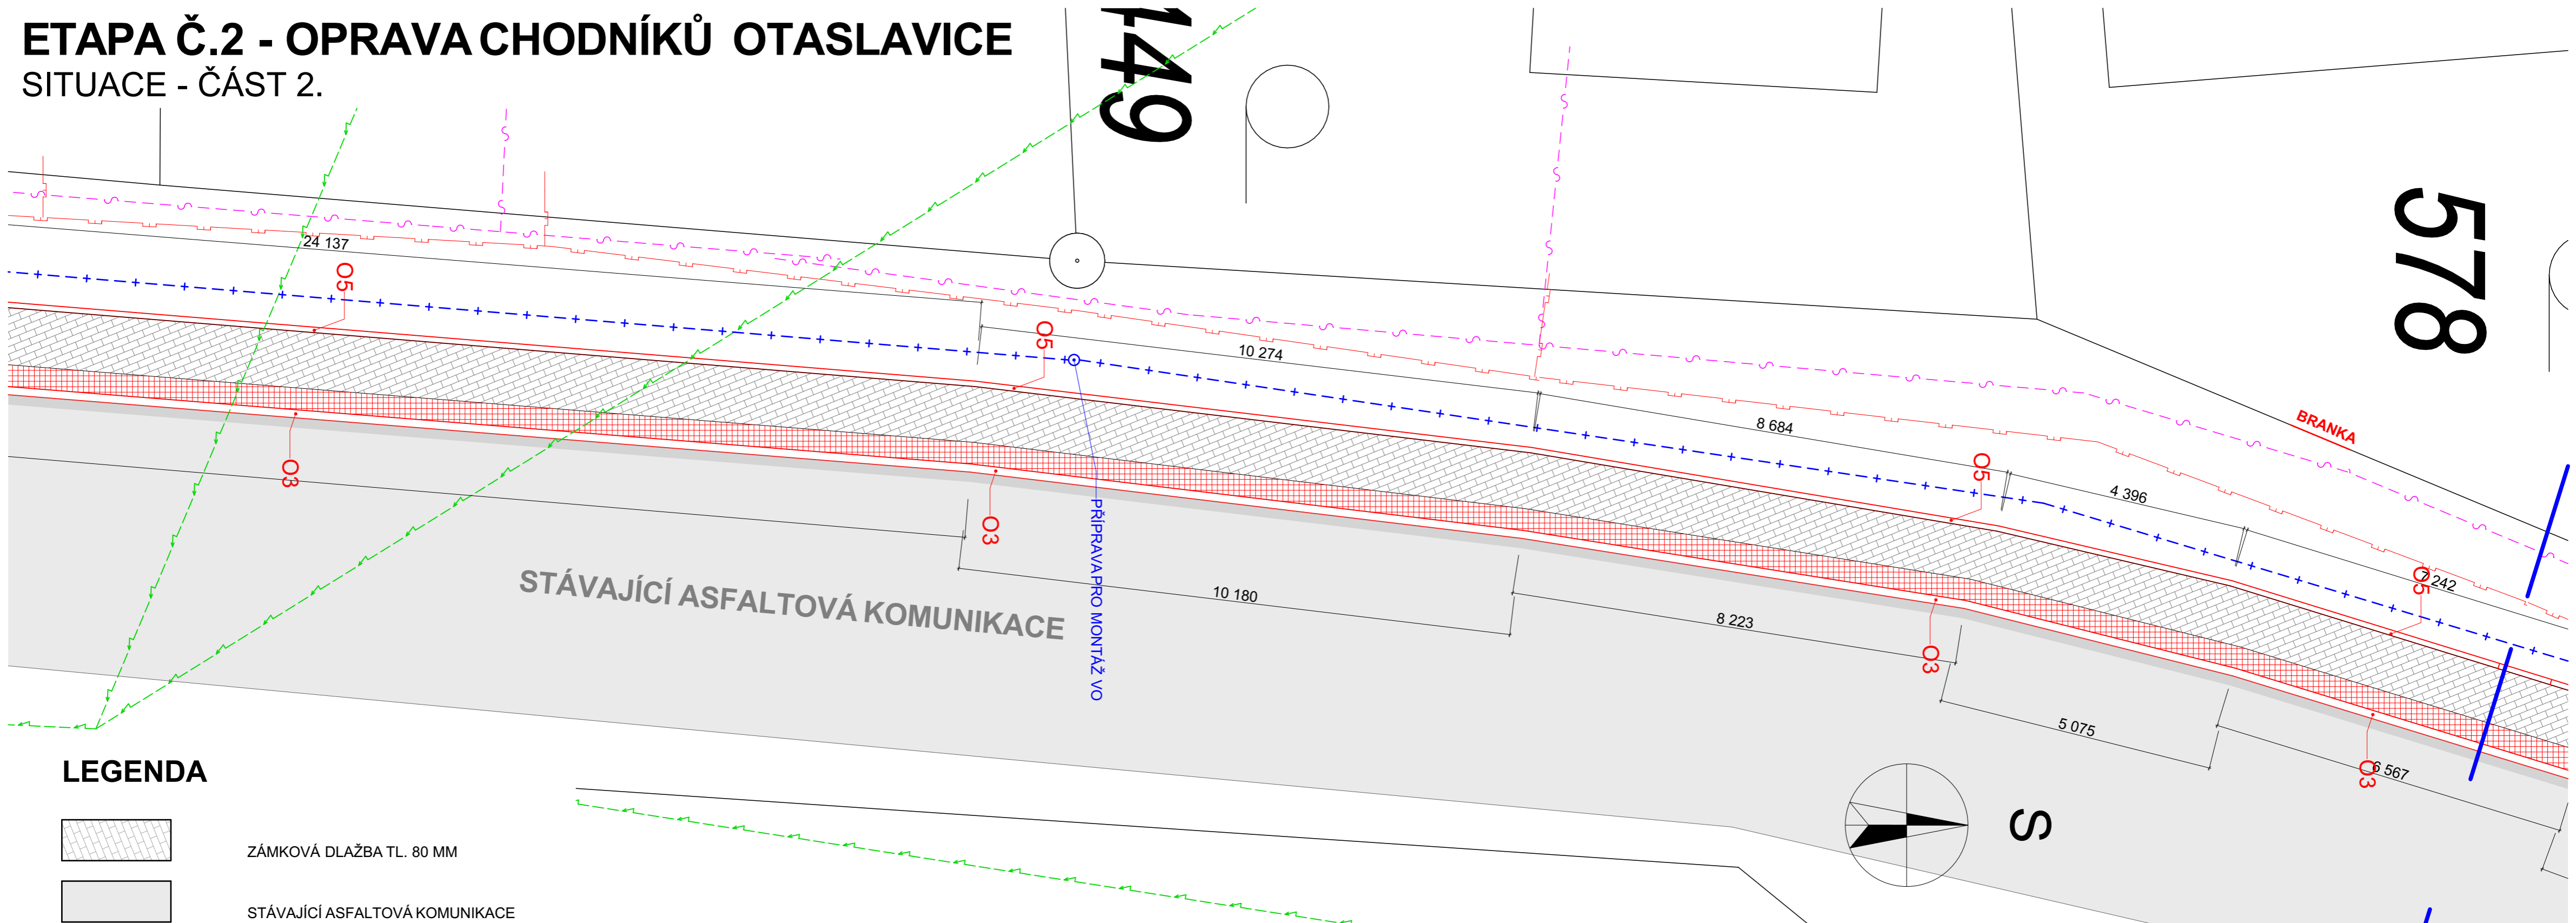 ETAPA Č.2 - OPRAVA CHODNÍKŮ OTASLAVICE
SITUACE - ČÁST 2.
449
578
24 137
O5
O5
10 274
8 684
BRANKA
O5
4 396
O5
7 242
O3
O3
PŘÍPRAVA PRO MONTÁŽ VO
STÁVAJÍCÍ ASFALTOVÁ KOMUNIKACE
10 180
8 223
O3
5 075
O3
6 567
S
LEGENDA
ZÁMKOVÁ DLAŽBA TL. 80 MM
STÁVAJÍCÍ ASFALTOVÁ KOMUNIKACE